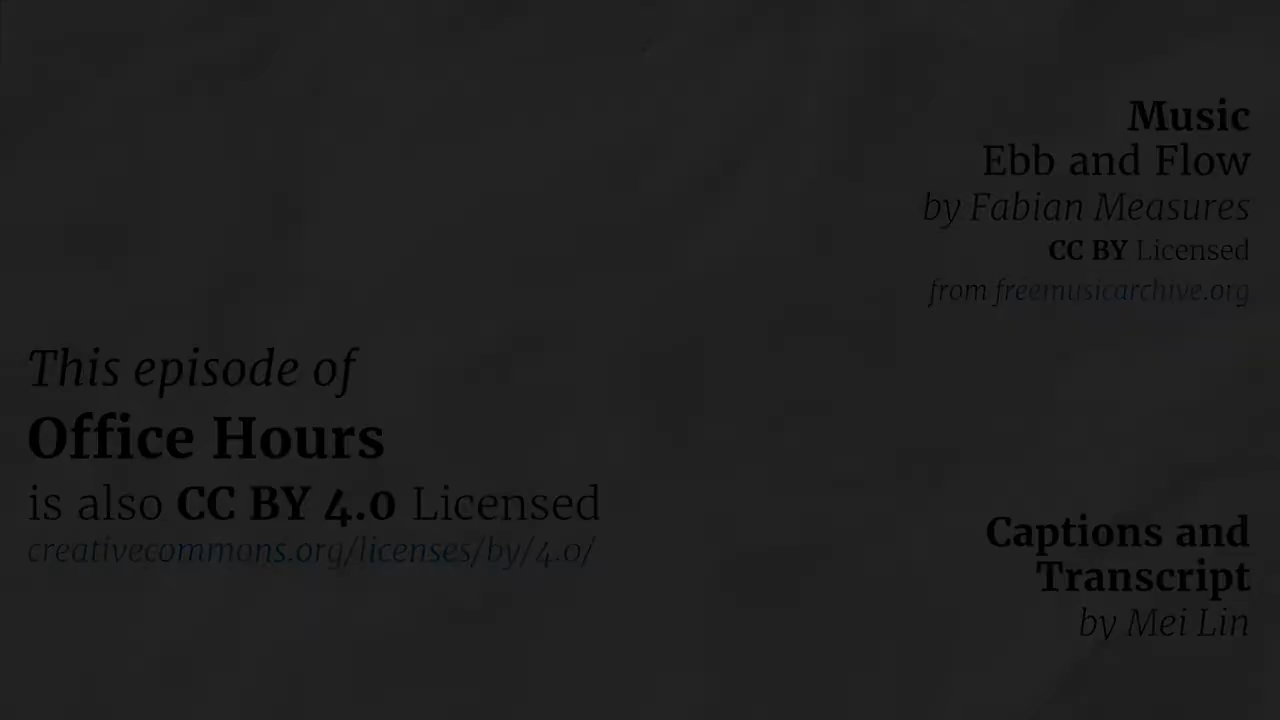 Music
Ebb and Flow
by Fabian Measures
CC BY Licensed
from freemusicarchive.org
This episode of
Office Hours
is also CC BY 4.0 Licensed
creativecommons.org/licenses/by/4.0/
Captions and
Transcript
by Mei Lin